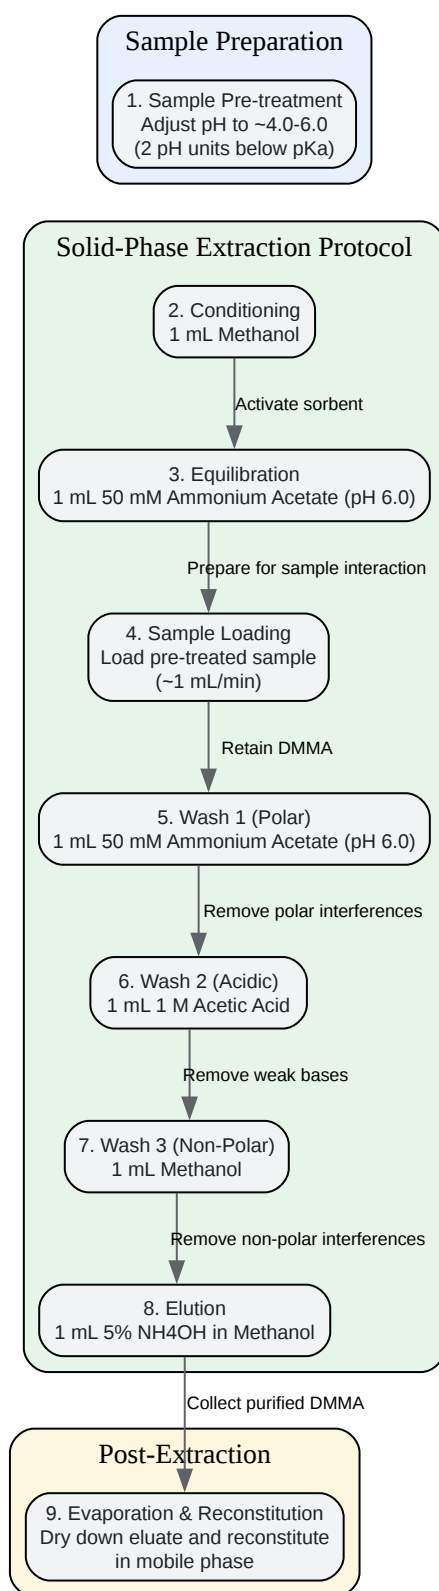 Sample Preparation
1. Sample Pre-treatment
Adjust pH to ~4.0-6.0
(2 pH units below pKa)
Solid-Phase Extraction Protocol
2. Conditioning
1 mL Methanol
Activate sorbent
3. Equilibration
1 mL 50 mM Ammonium Acetate (pH 6.0)
Prepare for sample interaction
4. Sample Loading
Load pre-treated sample
(~1 mL/min)
Retain DMMA
5. Wash 1 (Polar)
1 mL 50 mM Ammonium Acetate (pH 6.0)
Remove polar interferences
6. Wash 2 (Acidic)
1 mL 1 M Acetic Acid
Remove weak bases
7. Wash 3 (Non-Polar)
1 mL Methanol
Remove non-polar interferences
8. Elution
1 mL 5% NH4OH in Methanol
Collect purified DMMA
Post-Extraction
9. Evaporation & Reconstitution
Dry down eluate and reconstitute
in mobile phase